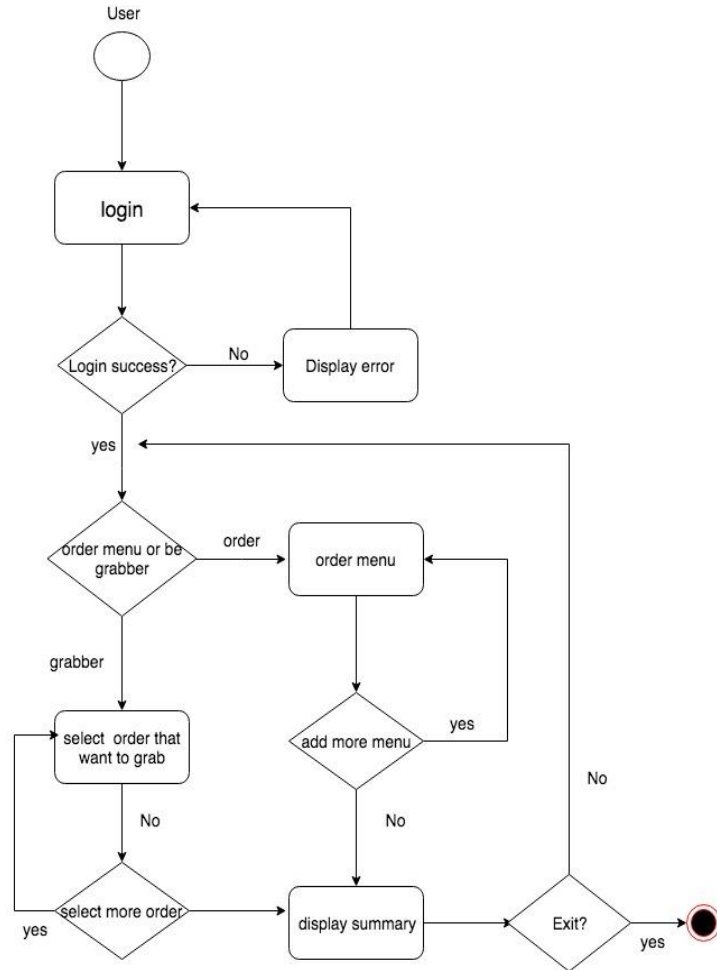 User
login
Login success?
No
Display error
yes
order menu or be
grabber
order
order menu
grabber
select order that
want to grab
add more menu
yes
No
No
No
select more order
yes
display summary
Exit?
yes